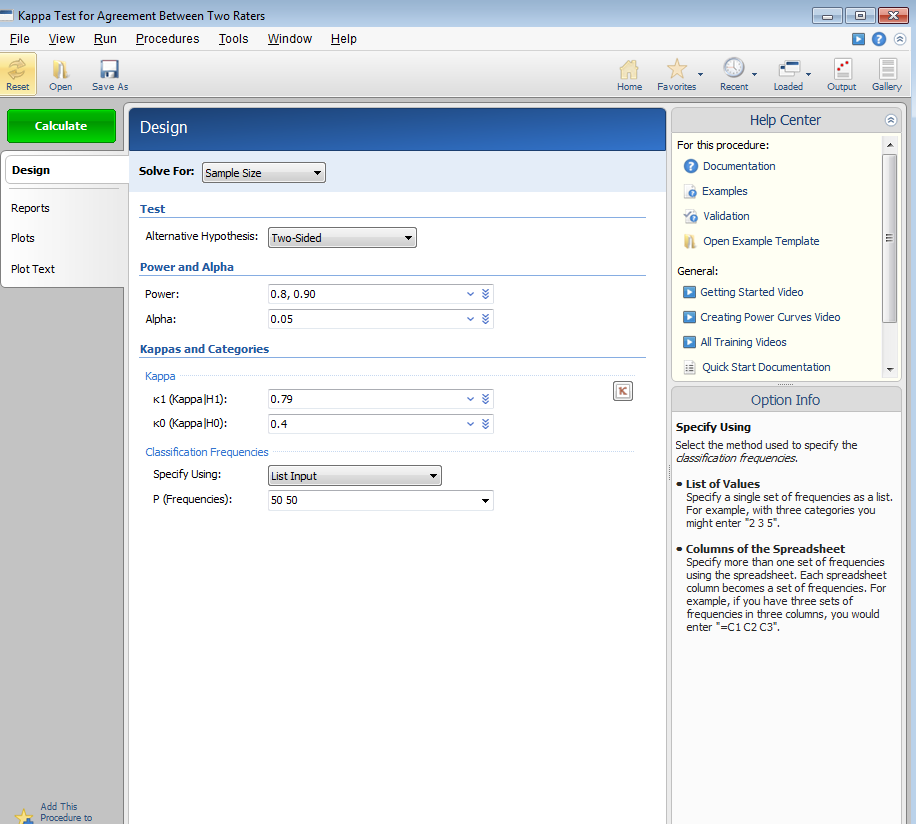 Kappa Test for Agreement Between Two Raters
File View Run Procedures Tools Window Help
Reset Open Save As Home Favorites Recent Loaded Output Gallery
Calculate
Design
Reports
Plots
Plot Text
Add This
Procedure to
Design
Solve For: Sample Size
Test
Alternative Hypothesis: Two-Sided
Power and Alpha
Power: 0.8, 0.90
Alpha: 0.05
Kappas and Categories
Kappa
κ1 (Kappa|H1): 0.79
K
κ0 (Kappa|H0): 0.4
Classification Frequencies
Specify Using: List Input
P (Frequencies): 50 50
Help Center
For this procedure:
Documentation
Examples
Validation
Open Example Template
General:
Getting Started Video
Creating Power Curves Video
All Training Videos
Quick Start Documentation
Option Info
Specify Using
Select the method used to specify the
classification frequencies.
• List of Values
Specify a single set of frequencies as a list.
For example, with three categories you
might enter "2 3 5".
• Columns of the Spreadsheet
Specify more than one set of frequencies
using the spreadsheet. Each spreadsheet
column becomes a set of frequencies. For
example, if you have three sets of
frequencies in three columns, you would
enter "=C1 C2 C3".